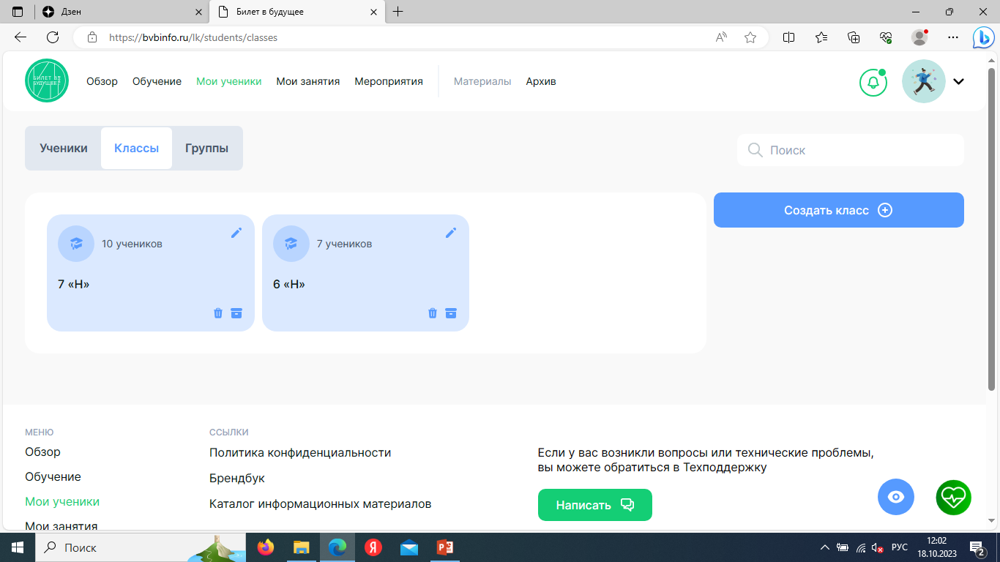 Дзен
Билет в будущее
https://bvbinfo.ru/lk/students/classes
БИЛЕТ В
БУДУЩЕЕ
Обзор Обучение Мои ученики Мои занятия Мероприятия Материалы Архив
Ученики Классы Группы
Поиск
Создать класс
10 учеников
7 «Н»
7 учеников
6 «Н»
МЕНЮ
Обзор
Обучение
Мои ученики
Мои занятия
ССЫЛКИ
Политика конфиденциальности
Брендбук
Каталог информационных материалов
Если у вас возникли вопросы или технические проблемы,
вы можете обратиться в Техподдержку
Написать
Поиск
РУС
12:02
18.10.2023
2